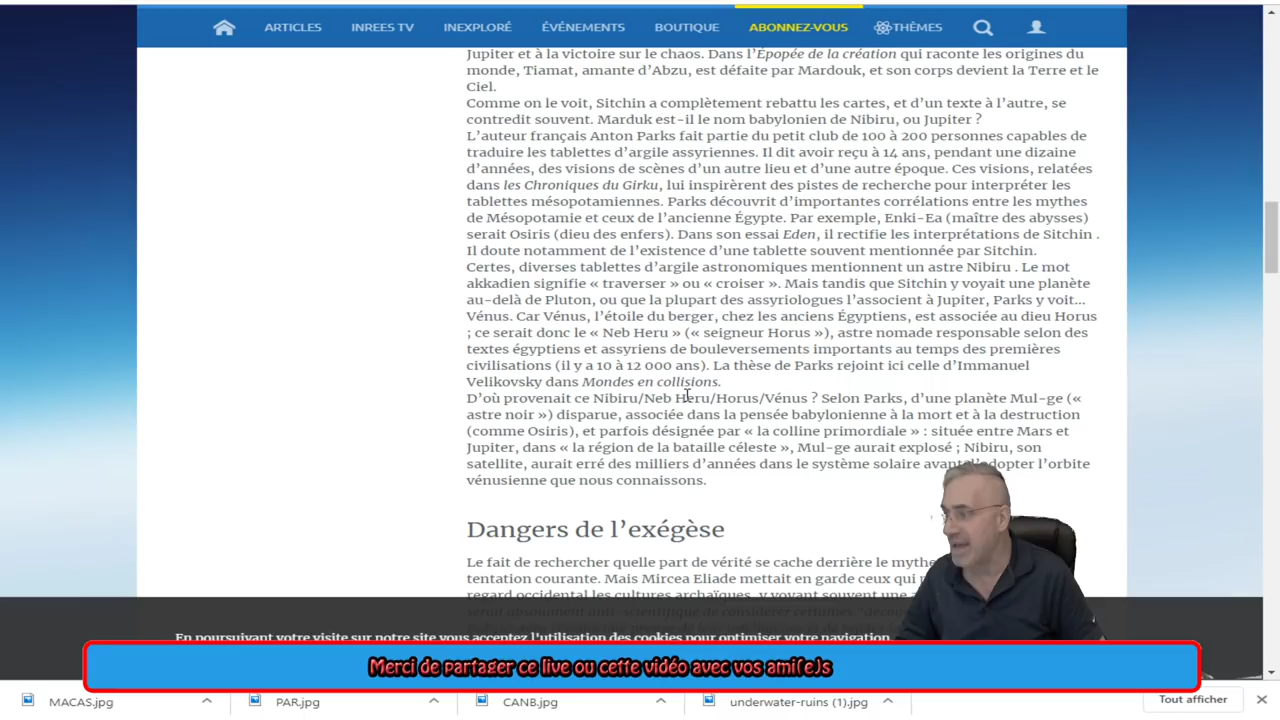 ARTICLES INREES TV INEXPLORÉ ÉVÉNEMENTS BOUTIQUE ABONNEZ-VOUS THÈMES
Jupiter et à la victoire sur le chaos. Dans l'Épopée de la création qui raconte les origines du
monde, Tiamat, amante d'Abzu, est défaite par Mardouk, et son corps devient la Terre et le
Ciel.
Comme on le voit, Sitchin a complètement rebattu les cartes, et d'un texte à l'autre, se
contredit souvent. Marduk est-il le nom babylonien de Nibiru, ou Jupiter ?
L'auteur français Anton Parks fait partie du petit club de 100 à 200 personnes capables de
traduire les tablettes d'argile assyriennes. Il dit avoir reçu à 14 ans, pendant une dizaine
d'années, des visions de scènes d'un autre lieu et d'une autre époque. Ces visions, relatées
dans les Chroniques du Girku, lui inspirèrent des pistes de recherche pour interpréter les
tablettes mésopotamiennes. Parks découvrit d'importantes corrélations entre les mythes
de Mésopotamie et ceux de l'ancienne Égypte. Par exemple, Enki-Ea (maître des abysses)
serait Osiris (dieu des enfers). Dans son essai Eden, il rectifie les interprétations de Sitchin .
Il doute notamment de l'existence d'une tablette souvent mentionnée par Sitchin.
Certes, diverses tablettes d'argile astronomiques mentionnent un astre Nibiru . Le mot
akkadien signifie « traverser » ou « croiser ». Mais tandis que Sitchin y voyait une planète
au-delà de Pluton, ou que la plupart des assyriologues l'associent à Jupiter, Parks y voit…
Vénus. Car Vénus, l'étoile du berger, chez les anciens Égyptiens, est associée au dieu Horus
; ce serait donc le « Neb Heru » (« seigneur Horus »), astre nomade responsable selon des
textes égyptiens et assyriens de bouleversements importants au temps des premières
civilisations (il y a 10 à 12 000 ans). La thèse de Parks rejoint ici celle d'Immanuel
Velikovsky dans Mondes en collisions.
D'où provenait ce Nibiru/Neb Heru/Horus/Vénus ? Selon Parks, d'une planète Mul-ge («
astre noir ») disparue, associée dans la pensée babylonienne à la mort et à la destruction
(comme Osiris), et parfois désignée par « la colline primordiale » : située entre Mars et
Jupiter, dans « la région de la bataille céleste », Mul-ge aurait explosé ; Nibiru, son
satellite, aurait erré des milliers d'années dans le système solaire avant d'adopter l'orbite
vénusienne que nous connaissons.
Dangers de l'exégèse
Le fait de rechercher quelle part de vérité se cache derrière le mythe
tentation courante. Mais Mircea Eliade mettait en garde ceux qui
regard occidental les cultures archaïques, y voyant souvent une
serait absolument anti-scientifique de considérer certaines
En poursuivant votre visite sur notre site vous acceptez l'utilisation des cookies pour optimiser votre navigation
Merci de partager ce live ou cette vidéo avec vos ami(e)s
MACAS.jpg PAR.jpg CANB.jpg underwater-ruins (1).jpg Tout afficher